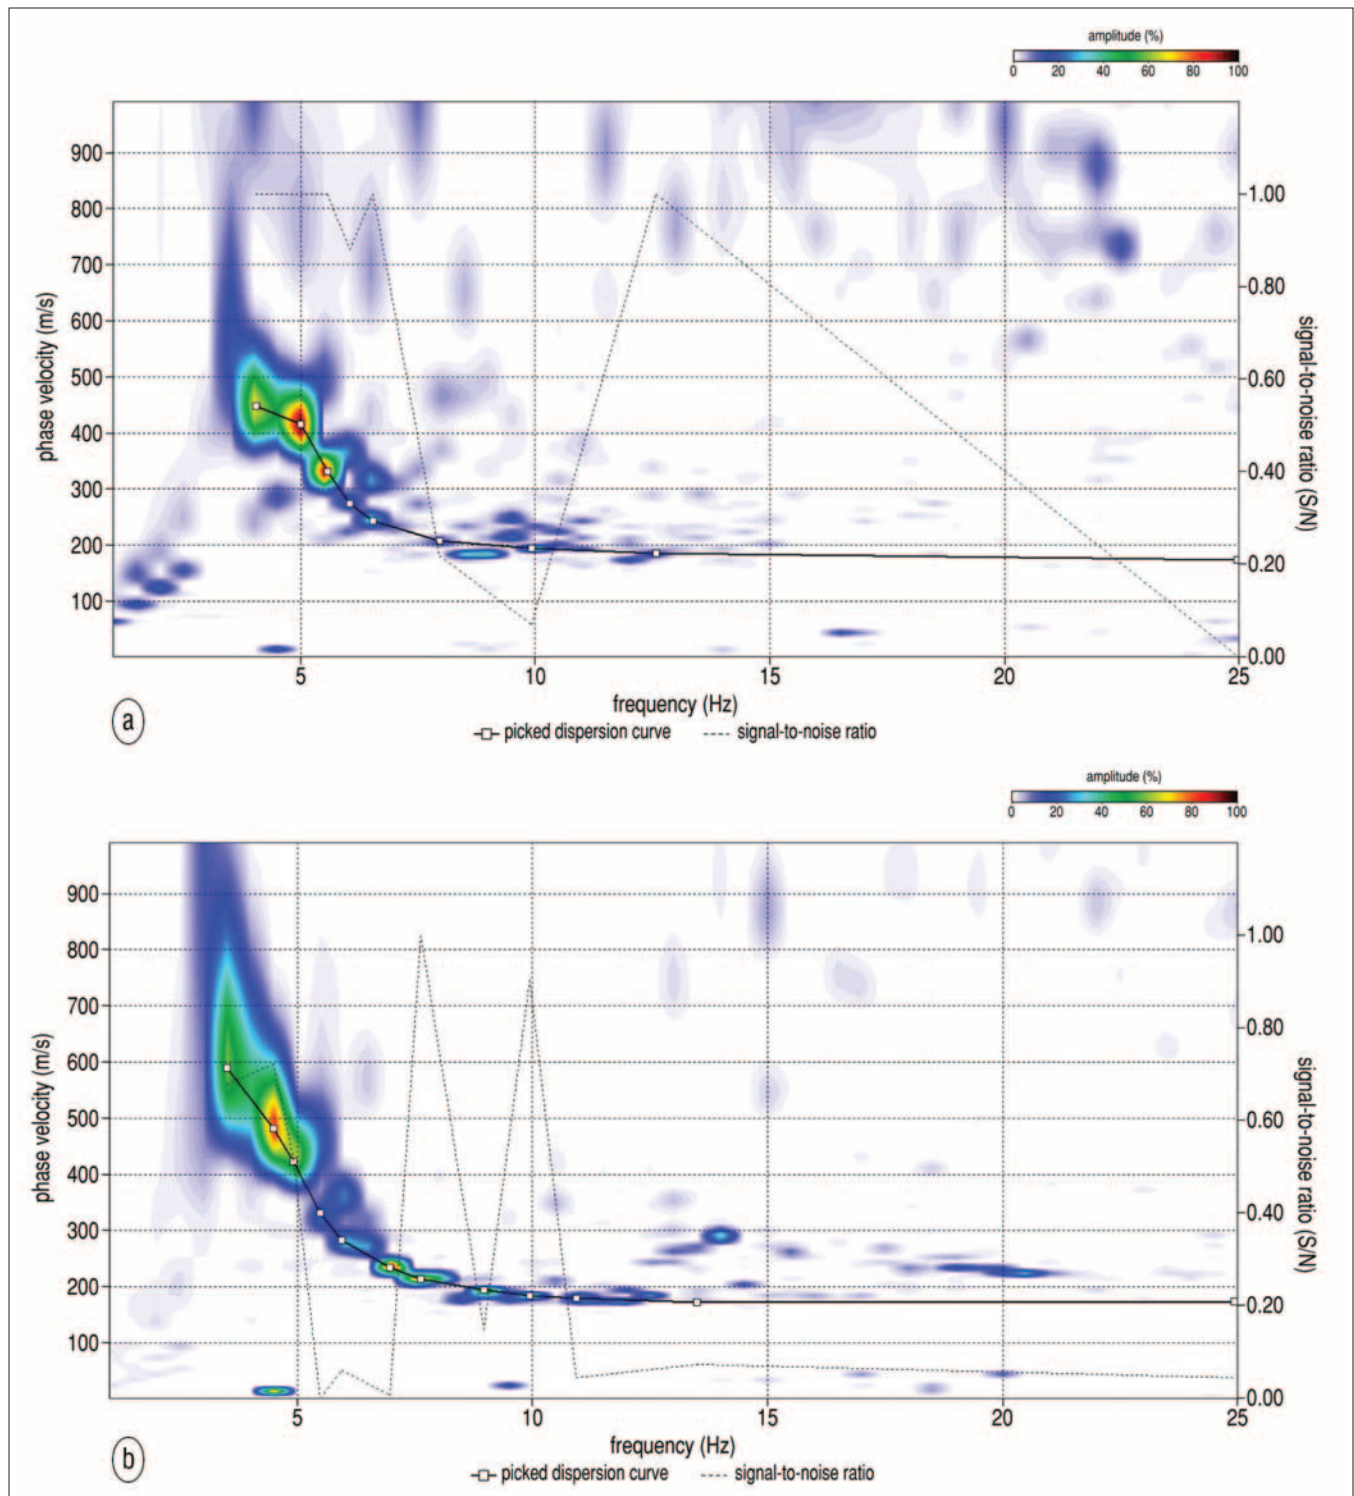 amplitude (%)
0 20 40 60 80 100
900
800
700
600
500
400
300
200
100
phase velocity (m/s)
1.00
0.80
0.60
0.40
0.20
0.00
signal-to-noise ratio (S/N)
5 10 15 20 25
frequency (Hz)
picked dispersion curve signal-to-noise ratio
a
amplitude (%)
0 20 40 60 80 100
900
800
700
600
500
400
300
200
100
phase velocity (m/s)
1.00
0.80
0.60
0.40
0.20
0.00
signal-to-noise ratio (S/N)
5 10 15 20 25
frequency (Hz)
picked dispersion curve signal-to-noise ratio
b